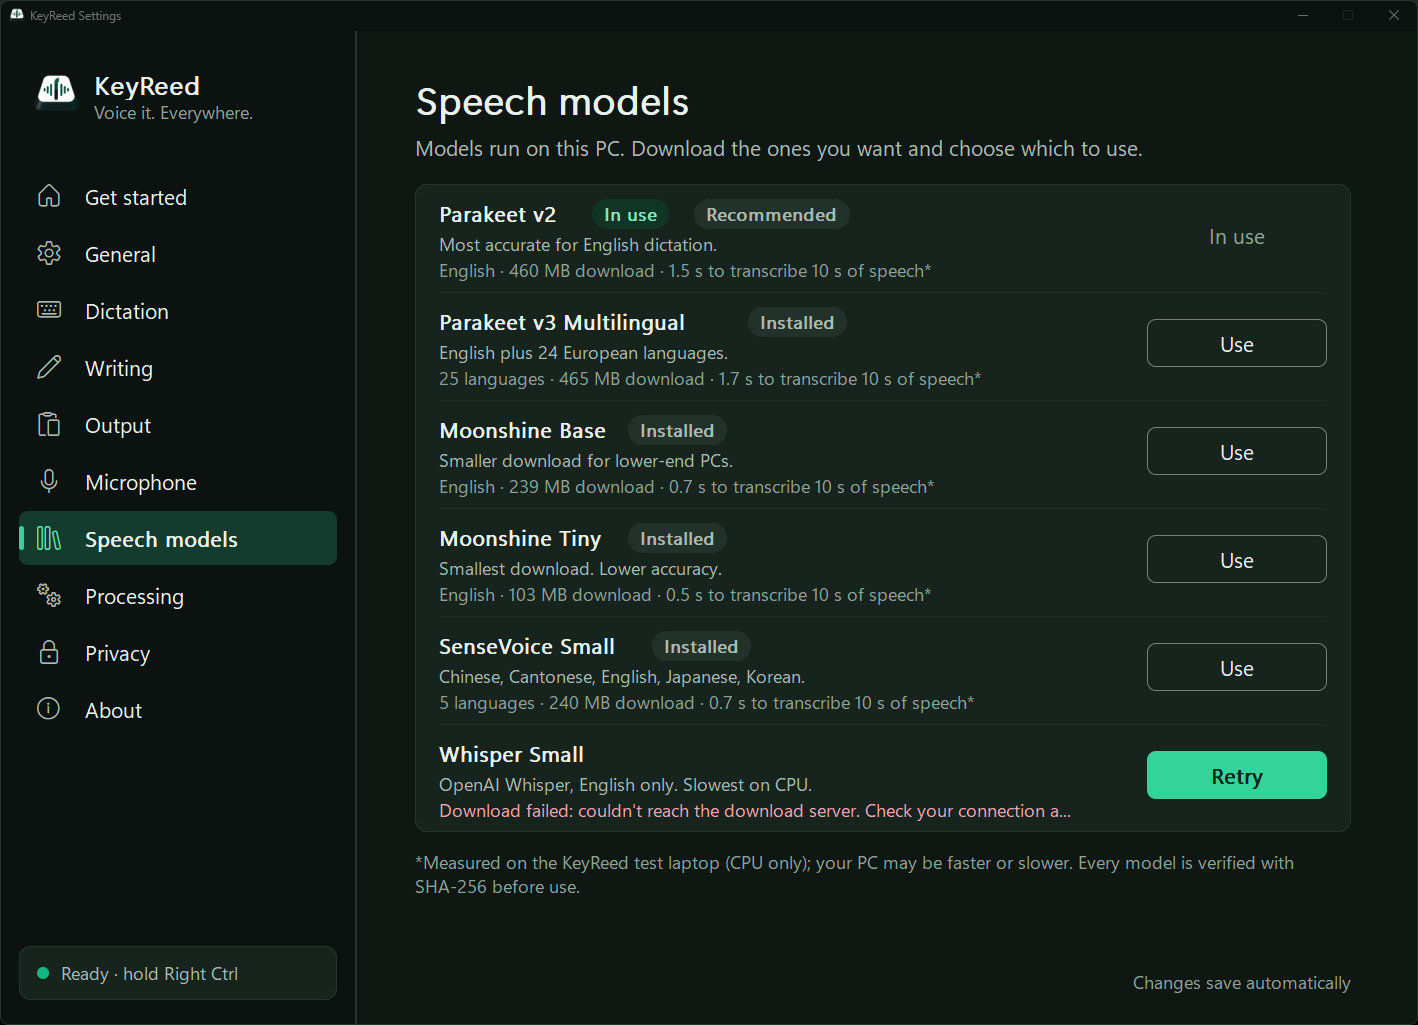 KeyReed Settings
KeyReed
Voice it. Everywhere.
Get started
General
Dictation
Writing
Output
Microphone
Speech models
Processing
Privacy
About
Ready · hold Right Ctrl
Speech models
Models run on this PC. Download the ones you want and choose which to use.
Parakeet v2 In use Recommended
Most accurate for English dictation.
English · 460 MB download · 1.5 s to transcribe 10 s of speech*
In use
Parakeet v3 Multilingual Installed
English plus 24 European languages.
25 languages · 465 MB download · 1.7 s to transcribe 10 s of speech*
Use
Moonshine Base Installed
Smaller download for lower-end PCs.
English · 239 MB download · 0.7 s to transcribe 10 s of speech*
Use
Moonshine Tiny Installed
Smallest download. Lower accuracy.
English · 103 MB download · 0.5 s to transcribe 10 s of speech*
Use
SenseVoice Small Installed
Chinese, Cantonese, English, Japanese, Korean.
5 languages · 240 MB download · 0.7 s to transcribe 10 s of speech*
Use
Whisper Small
OpenAI Whisper, English only. Slowest on CPU.
Download failed: couldn't reach the download server. Check your connection a...
Retry
*Measured on the KeyReed test laptop (CPU only); your PC may be faster or slower. Every model is verified with
SHA-256 before use.
Changes save automatically